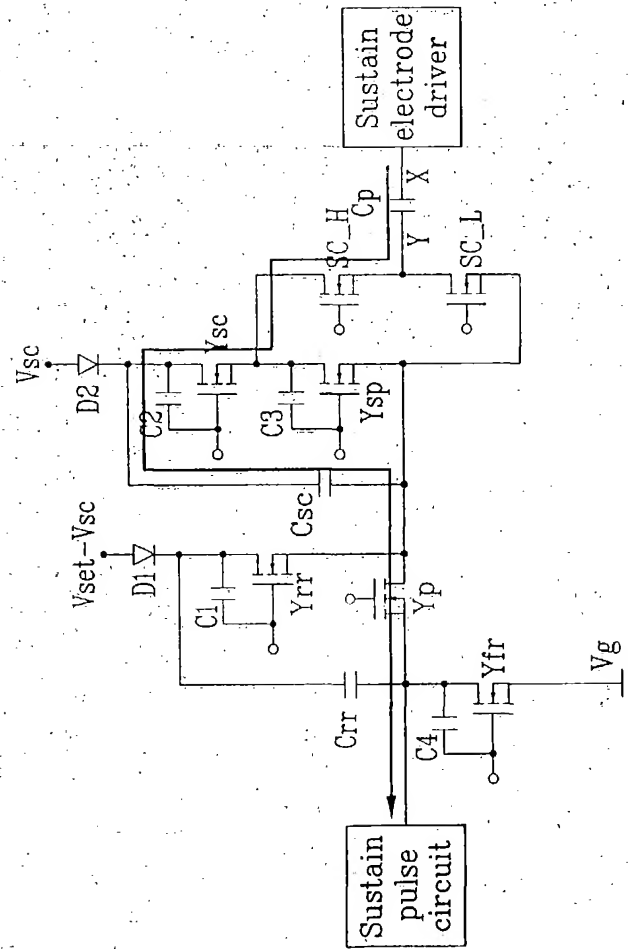 Sustain
electrode
driver
X
Cp
Y
SC_H
SC_L
Vsc
D2
C2
Ysc
C3
Ysp
Csc
Vset-Vsc
D1
C1
Yrr
Yp
Crr
C4
Yfr
Vg
Sustain
pulse
circuit